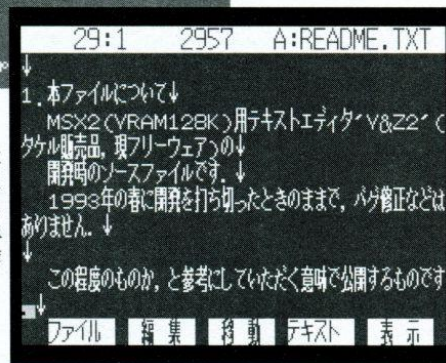 29:1 2957 A:README.TXT
↓
1.本ファイルについて↓
MSX2(VRAM128K)用テキストエディタ'V&Z2'(
タケル販売品, 現フリーウェア)の↓
開発時のソースファイルです.↓
1993年の春に開発を打ち切ったときのままで, バグ修正などは
ありません.↓
↓
この程度のものか, と参考にしていただく意味で公開するものです
↓
ファイル 編集 移動 テキスト 表示